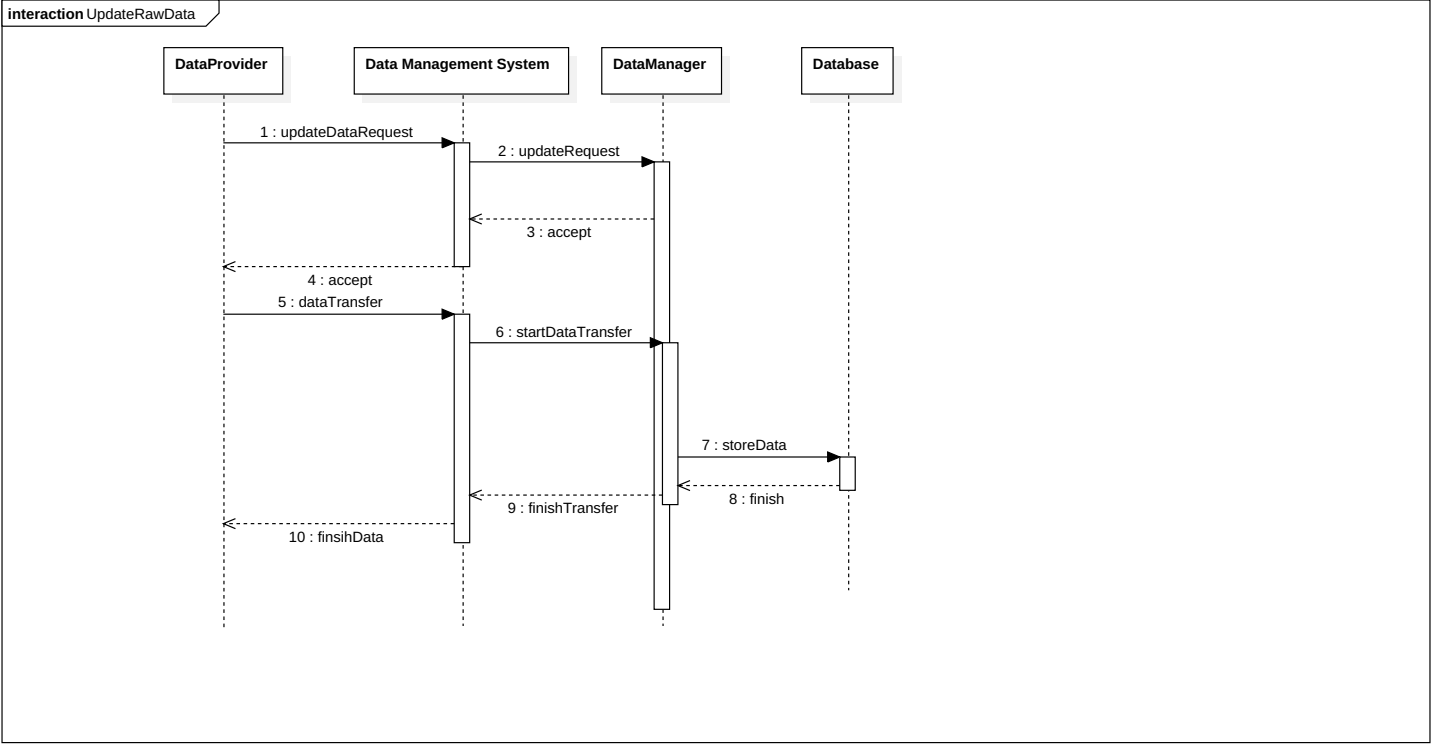 interaction UpdateRawData
DataProvider
Data Management System
DataManager
Database
1 : updateDataRequest
2 : updateRequest
3 : accept
4 : accept
5 : dataTransfer
6 : startDataTransfer
7 : storeData
8 : finish
9 : finishTransfer
10 : finsihData